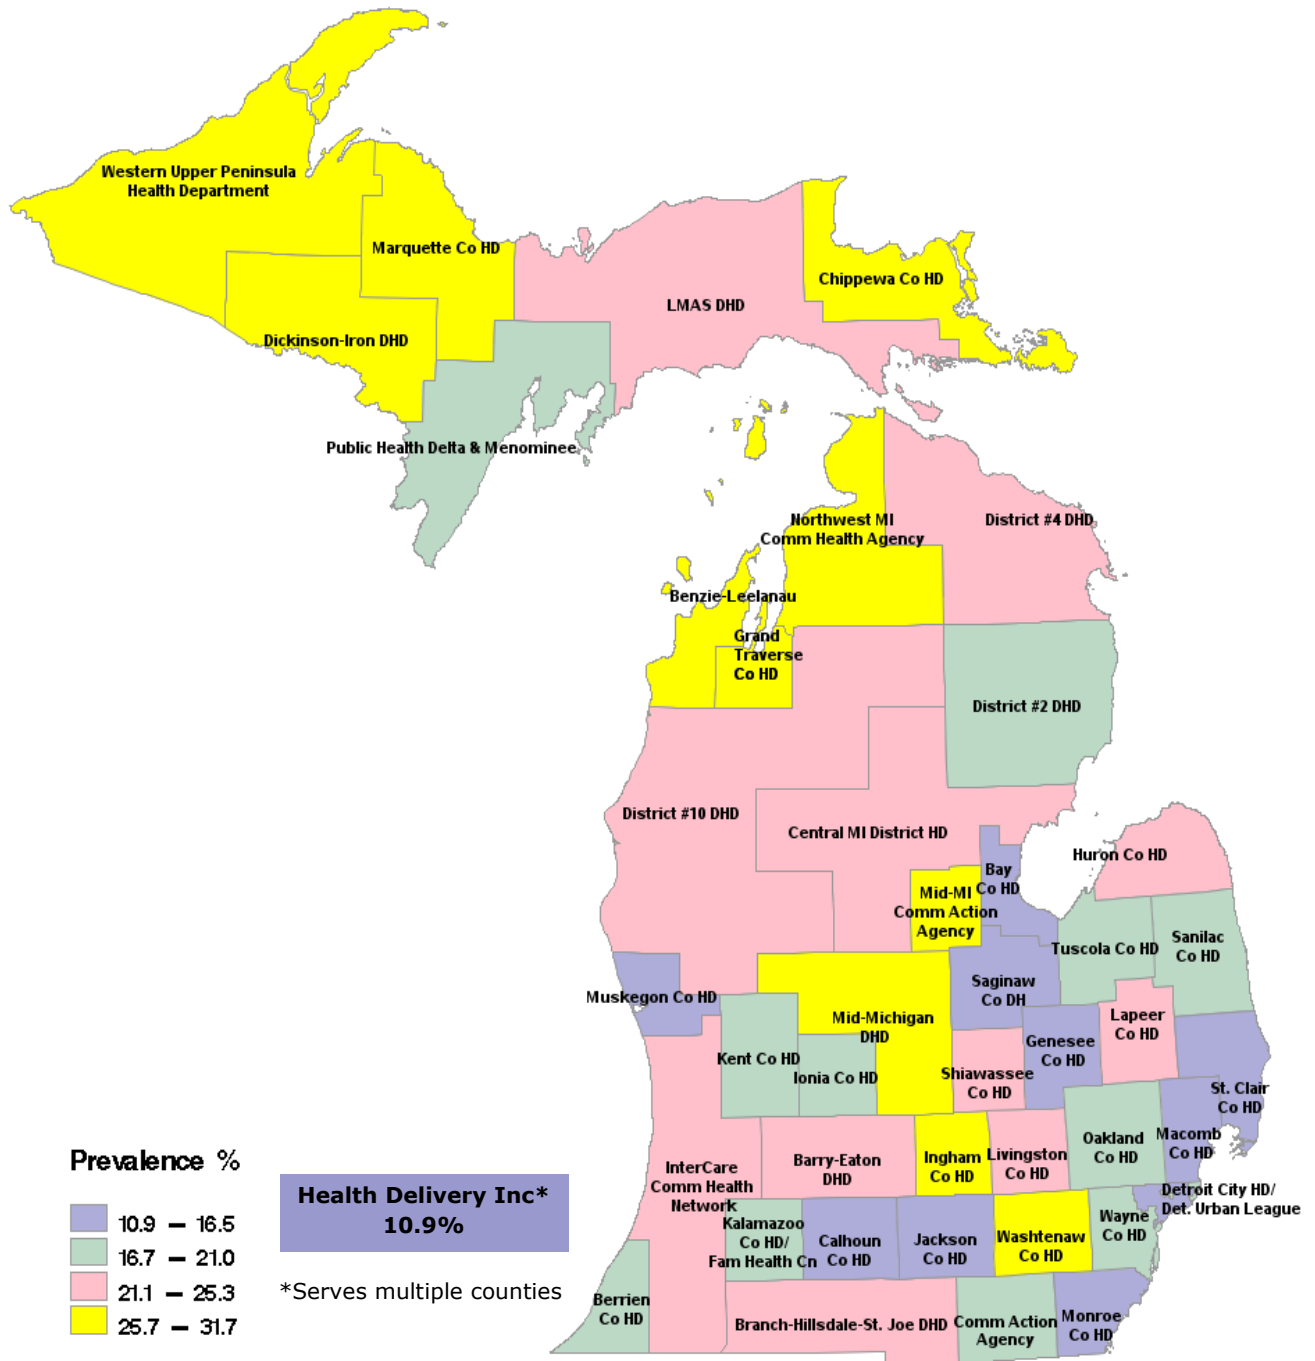 Western Upper Peninsula
Health Department
Marquette Co HD
Chippewa Co HD
LMAS DHD
Dickinson-Iron DHD
Public Health Delta & Menominee
Northwest MI
Comm Health Agency
District #4 DHD
Benzie-Leelanau
Grand
Traverse
Co HD
District #2 DHD
District #10 DHD
Central MI District HD
Huron Co HD
Bay
Co HD
Mid-MI
Comm Action
Agency
Tuscola Co HD
Sanilac
Co HD
Muskegon Co HD
Saginaw
Co DH
Mid-Michigan
DHD
Lapeer
Co HD
Genesee
Co HD
Kent Co HD
Ionia Co HD
Shiawassee
Co HD
St. Clair
Co HD
Oakland
Co HD
Macomb
Co HD
InterCare
Comm Health
Network
Barry-Eaton
DHD
Ingham
Co HD
Livingston
Co HD
Detroit City HD/
Det. Urban League
Kalamazoo
Co HD/
Fam Health Cn
Calhoun
Co HD
Jackson
Co HD
Washtenaw
Co HD
Wayne
Co HD
Berrien
Co HD
Branch-Hillsdale-St. Joe DHD
Comm Action
Agency
Monroe
Co HD
Prevalence %
10.9 – 16.5
16.7 – 21.0
21.1 – 25.3
25.7 – 31.7
Health Delivery Inc*
10.9%
*Serves multiple counties